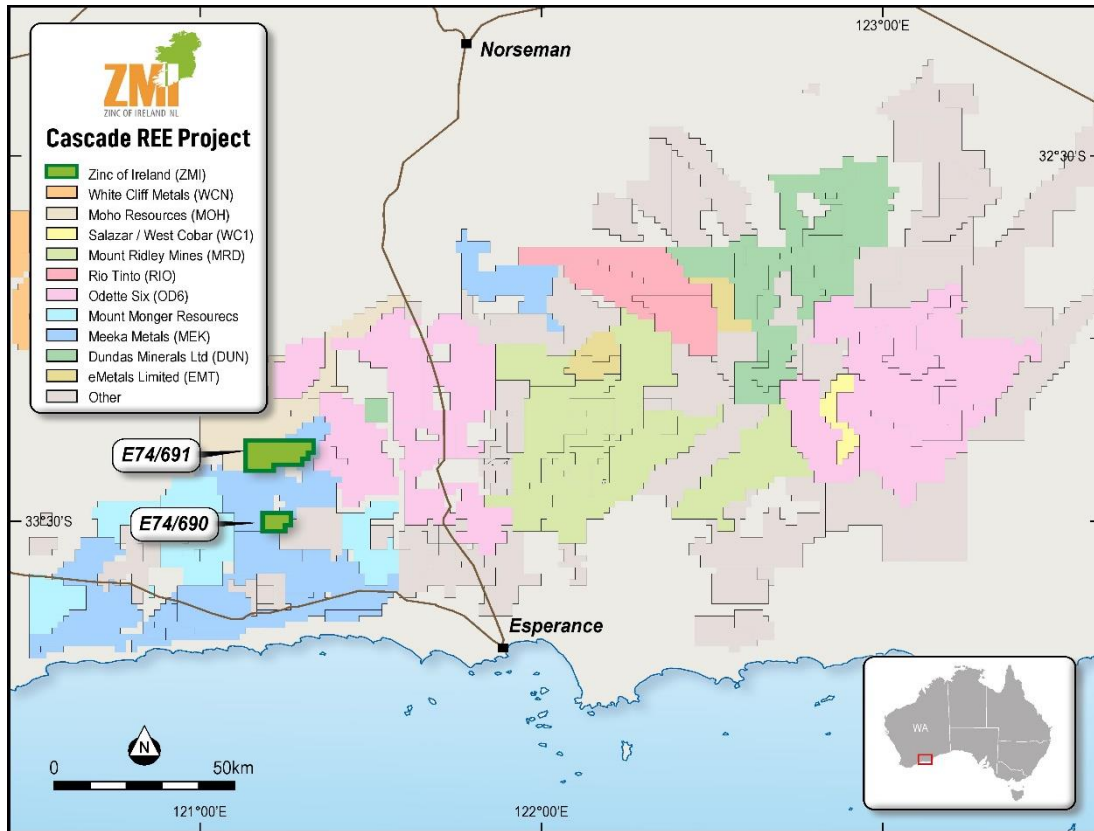 123°00'E
ZMI
ZINC OF IRELAND NL
Cascade REE Project
Zinc of Ireland (ZMI)
White Cliff Metals (WCN)
Moho Resources (MOH)
Salazar / West Cobar (WC1)
Mount Ridley Mines (MRD)
Rio Tinto (RIO)
Odette Six (OD6)
Mount Monger Resourecs
Meeka Metals (MEK)
Dundas Minerals Ltd (DUN)
eMetals Limited (EMT)
Other
Norseman
32°30'S
E74/691
E74/690
33°30'S
Esperance
WA
N
0 50km
121°00'E
122°00'E